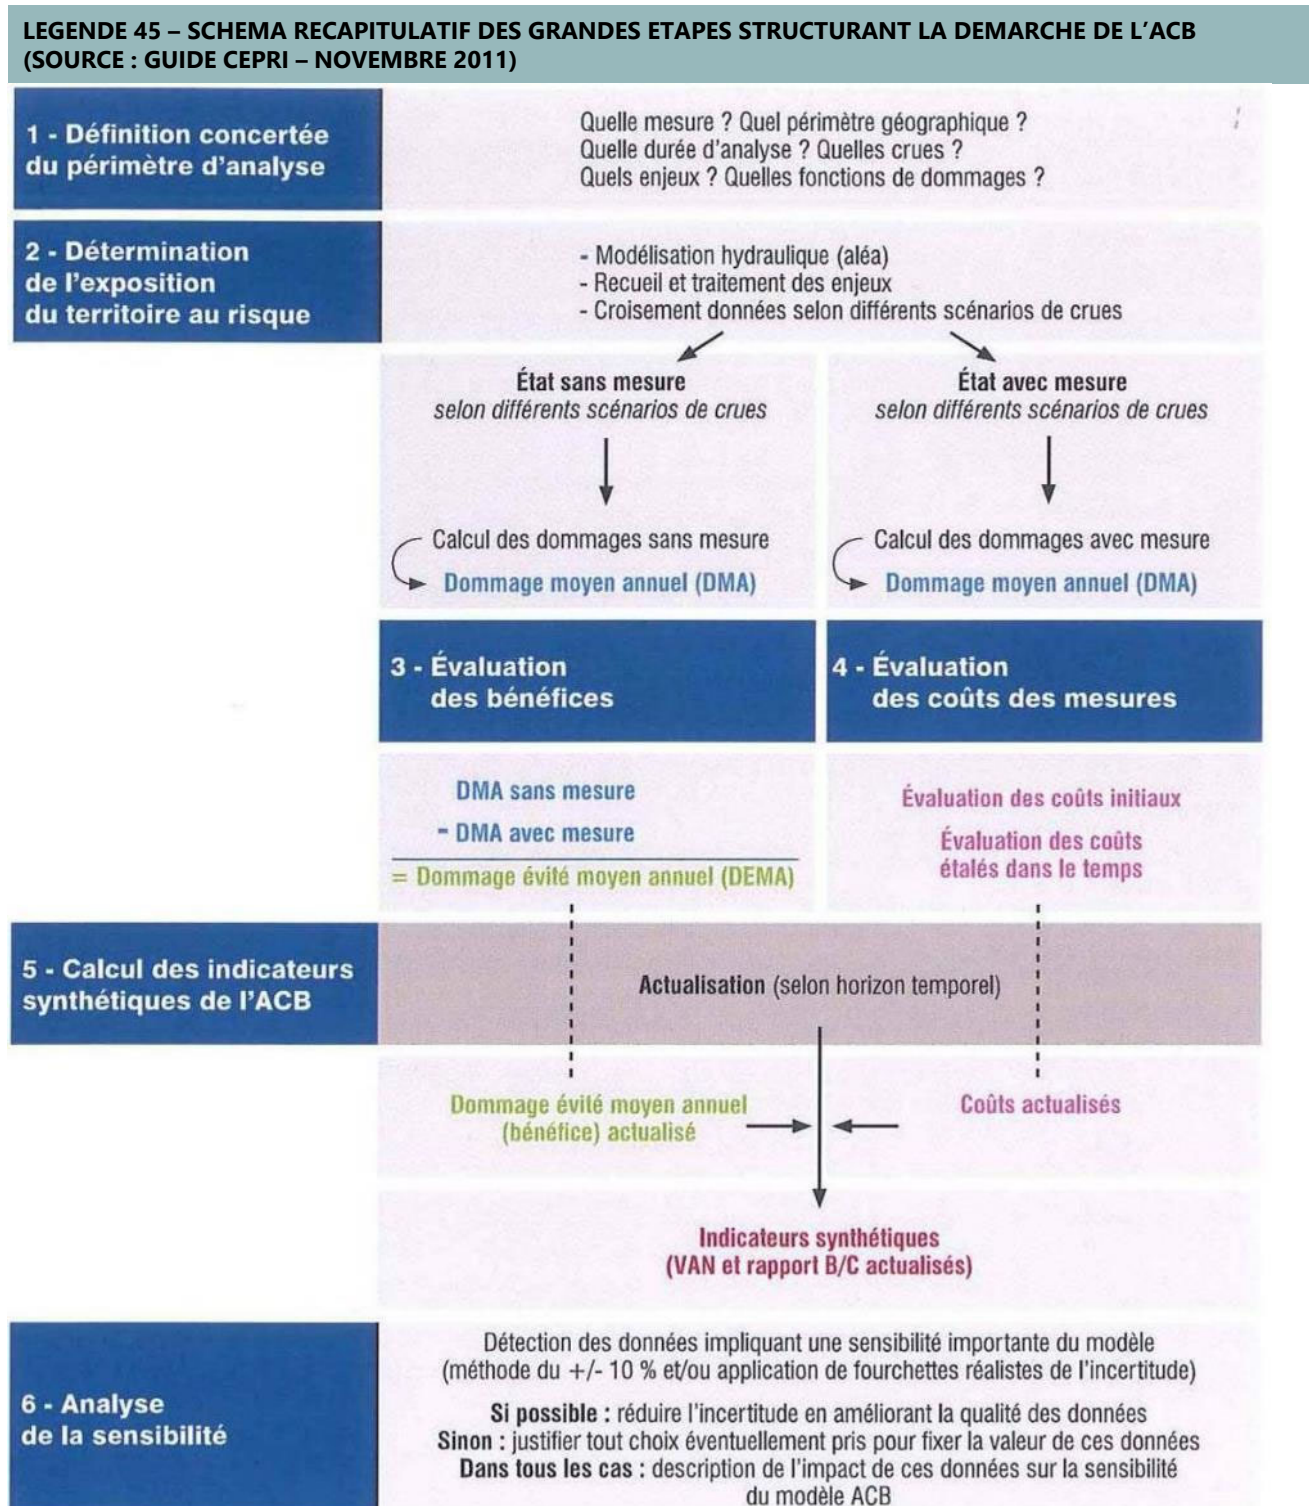 LEGENDE 45 – SCHEMA RECAPITULATIF DES GRANDES ETAPES STRUCTURANT LA DEMARCHE DE L'ACB
(SOURCE : GUIDE CEPRI – NOVEMBRE 2011)
1 - Définition concertée
du périmètre d'analyse
Quelle mesure ? Quel périmètre géographique ?
Quelle durée d'analyse ? Quelles crues ?
Quels enjeux ? Quelles fonctions de dommages ?
2 - Détermination
de l'exposition
du territoire au risque
- Modélisation hydraulique (aléa)
- Recueil et traitement des enjeux
- Croisement données selon différents scénarios de crues
État sans mesure
selon différents scénarios de crues
Calcul des dommages sans mesure
Dommage moyen annuel (DMA)
État avec mesure
selon différents scénarios de crues
Calcul des dommages avec mesure
Dommage moyen annuel (DMA)
3 - Évaluation
des bénéfices
4 - Évaluation
des coûts des mesures
DMA sans mesure
- DMA avec mesure
= Dommage évité moyen annuel (DEMA)
Évaluation des coûts initiaux
Évaluation des coûts
étalés dans le temps
5 - Calcul des indicateurs
synthétiques de l'ACB
Actualisation (selon horizon temporel)
Dommage évité moyen annuel
(bénéfice) actualisé
Coûts actualisés
Indicateurs synthétiques
(VAN et rapport B/C actualisés)
6 - Analyse
de la sensibilité
Détection des données impliquant une sensibilité importante du modèle
(méthode du +/- 10 % et/ou application de fourchettes réalistes de l'incertitude)
Si possible : réduire l'incertitude en améliorant la qualité des données
Sinon : justifier tout choix éventuellement pris pour fixer la valeur de ces données
Dans tous les cas : description de l'impact de ces données sur la sensibilité
du modèle ACB